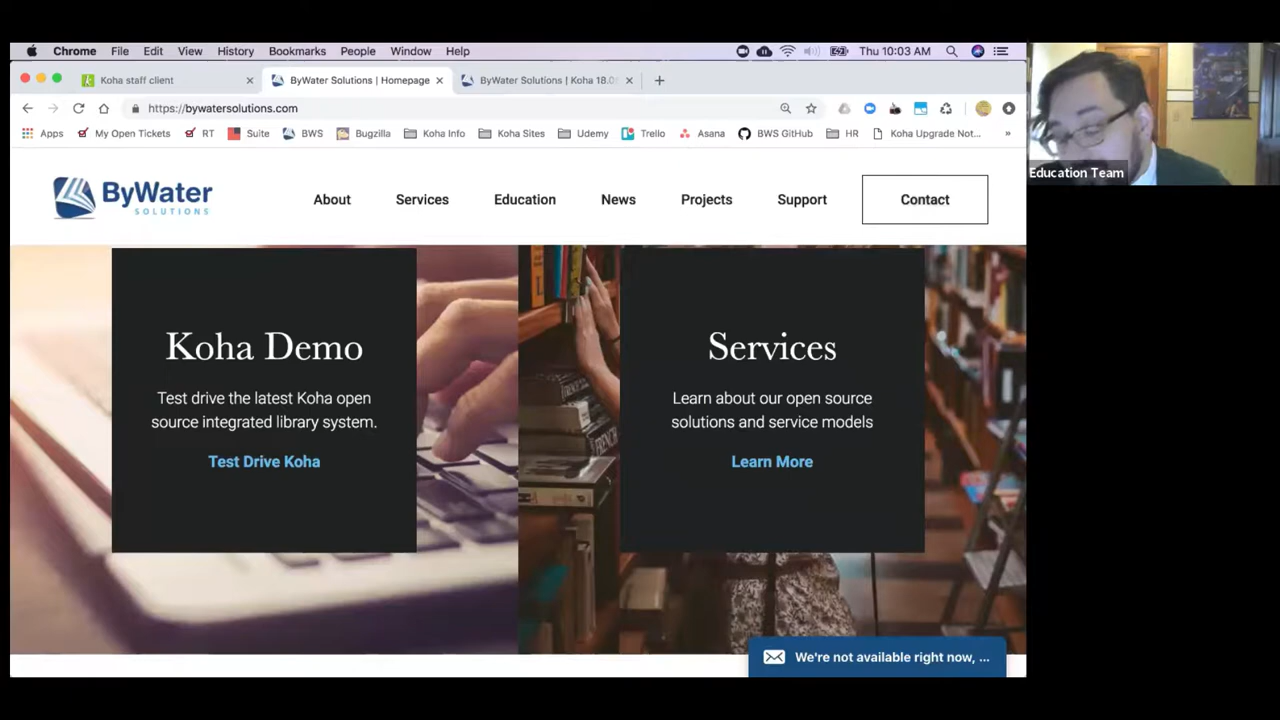 Chrome File Edit View History Bookmarks People Window Help Thu 10:03 AM
Koha staff client
ByWater Solutions | Homepage
ByWater Solutions | Koha 18.0
https://bywatersolutions.com
Apps My Open Tickets RT Suite BWS Bugzilla Koha Info Koha Sites Udemy Trello Asana BWS GitHub HR Koha Upgrade Not... »
Education Team
ByWater
SOLUTIONS
About Services Education News Projects Support Contact
Koha Demo
Test drive the latest Koha open
source integrated library system.
Test Drive Koha
Services
Learn about our open source
solutions and service models
Learn More
We're not available right now, ...